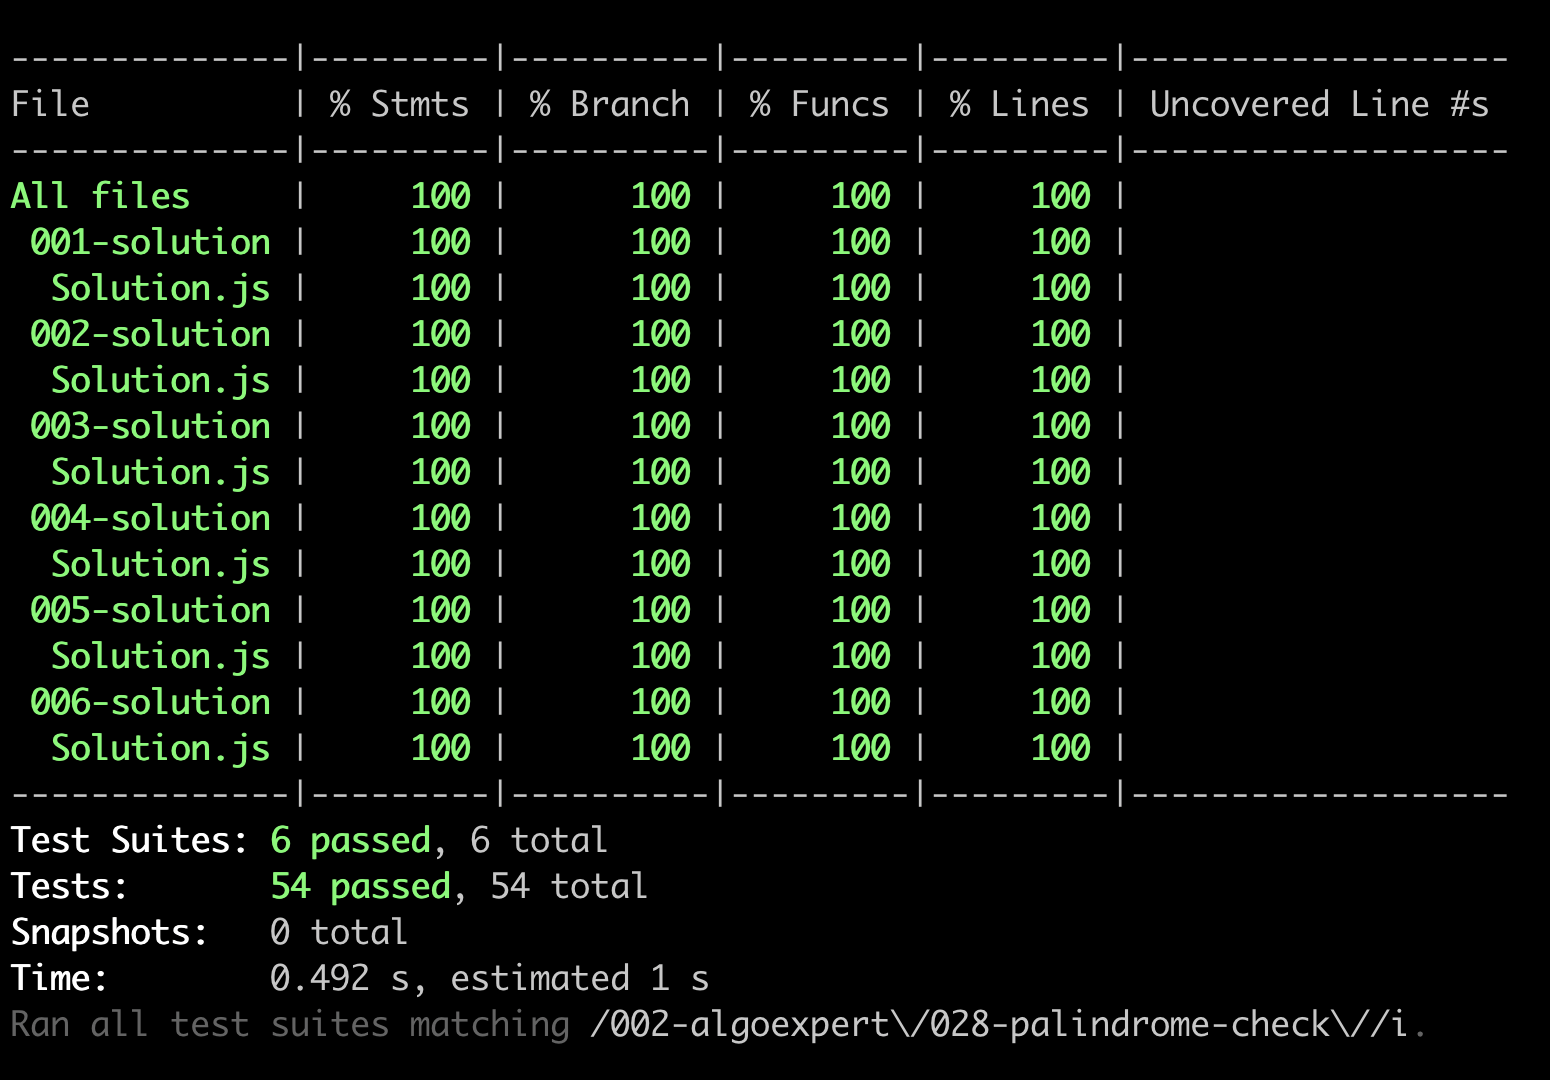 --------------|---------|----------|---------|---------|-------------------
File          | % Stmts | % Branch | % Funcs | % Lines | Uncovered Line #s
--------------|---------|----------|---------|---------|-------------------
All files     |     100 |      100 |     100 |     100 |
 001-solution |     100 |      100 |     100 |     100 |
  Solution.js |     100 |      100 |     100 |     100 |
 002-solution |     100 |      100 |     100 |     100 |
  Solution.js |     100 |      100 |     100 |     100 |
 003-solution |     100 |      100 |     100 |     100 |
  Solution.js |     100 |      100 |     100 |     100 |
 004-solution |     100 |      100 |     100 |     100 |
  Solution.js |     100 |      100 |     100 |     100 |
 005-solution |     100 |      100 |     100 |     100 |
  Solution.js |     100 |      100 |     100 |     100 |
 006-solution |     100 |      100 |     100 |     100 |
  Solution.js |     100 |      100 |     100 |     100 |
--------------|---------|----------|---------|---------|-------------------
Test Suites: 6 passed, 6 total
Tests:       54 passed, 54 total
Snapshots:   0 total
Time:        0.492 s, estimated 1 s
Ran all test suites matching /002-algoexpert\/028-palindrome-check\//i.